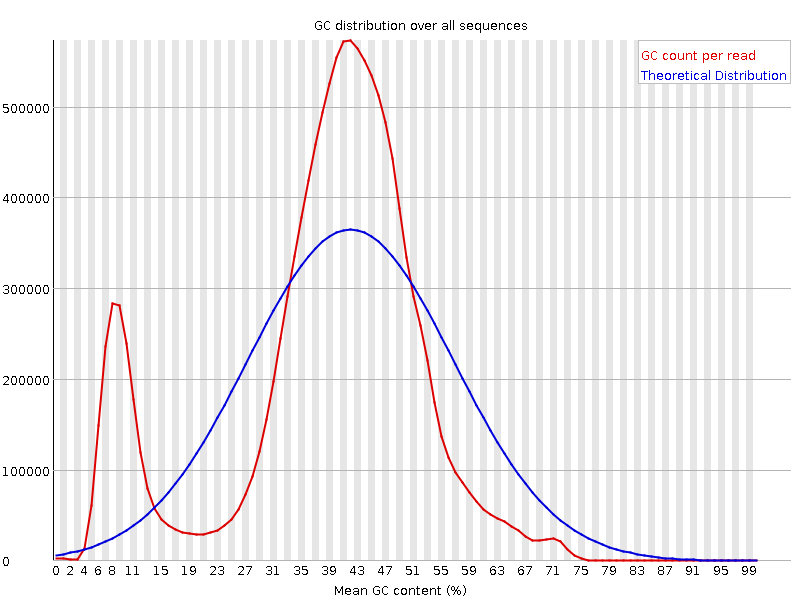 GC distribution over all sequences
GC count per read
Theoretical Distribution
500000
400000
300000
200000
100000
0
0 2 4 6 8 11 15 19 23 27 31 35 39 43 47 51 55 59 63 67 71 75 79 83 87 91 95 99
Mean GC content (%)